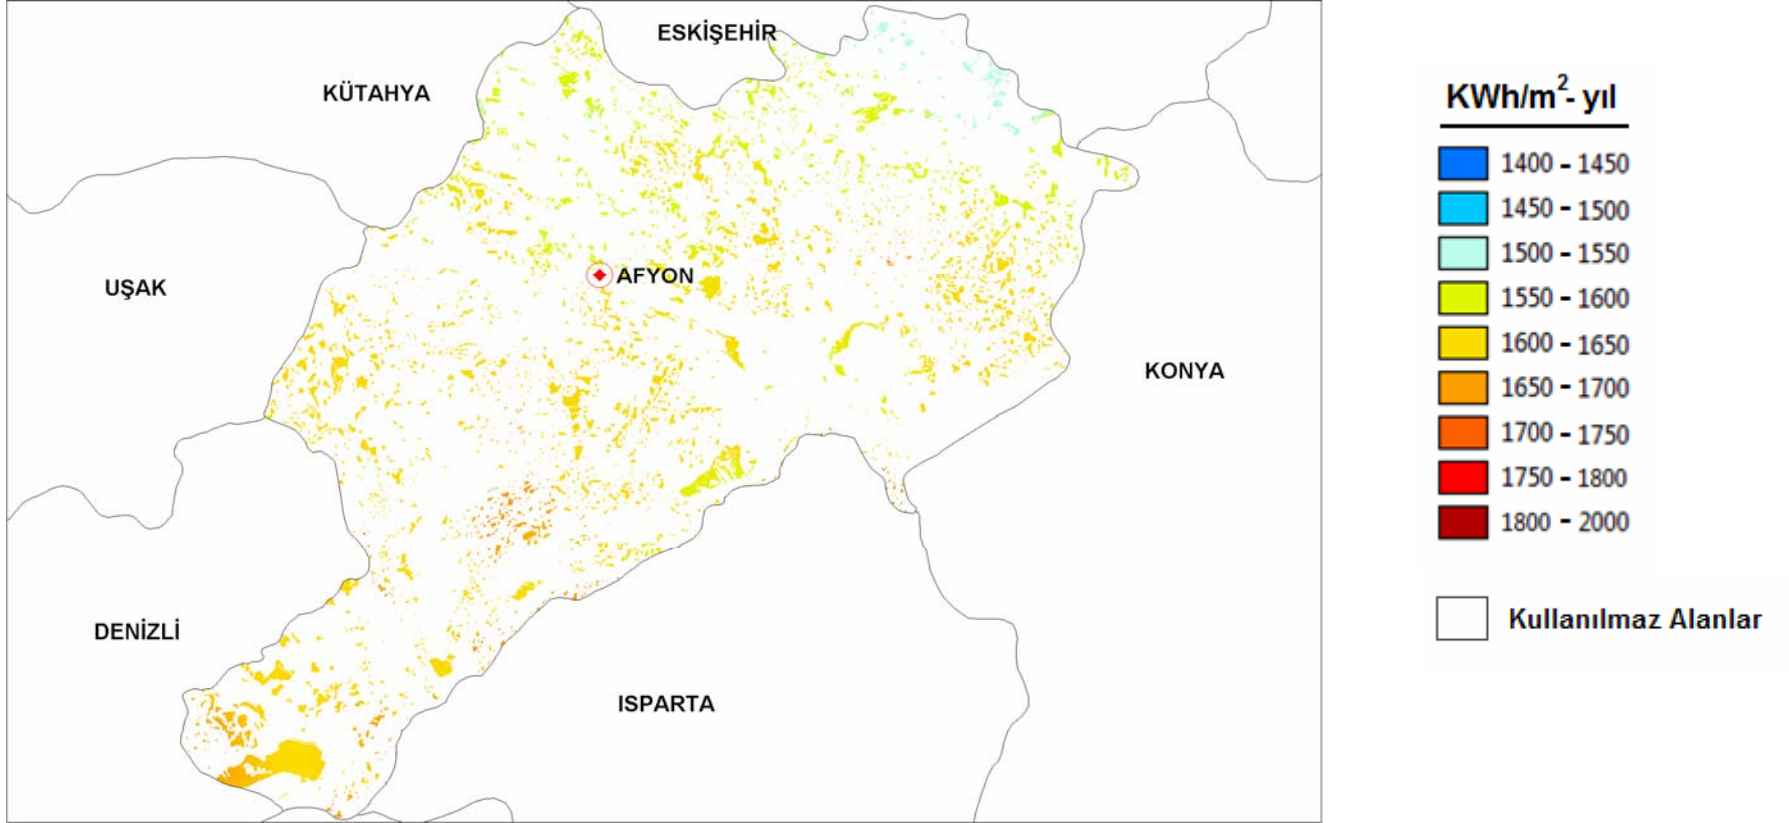 ESKİŞEHİR
KÜTAHYA
UŞAK
AFYON
KONYA
DENİZLİ
ISPARTA
KWh/m²- yıl
1400 - 1450
1450 - 1500
1500 - 1550
1550 - 1600
1600 - 1650
1650 - 1700
1700 - 1750
1750 - 1800
1800 - 2000
Kullanılmaz Alanlar